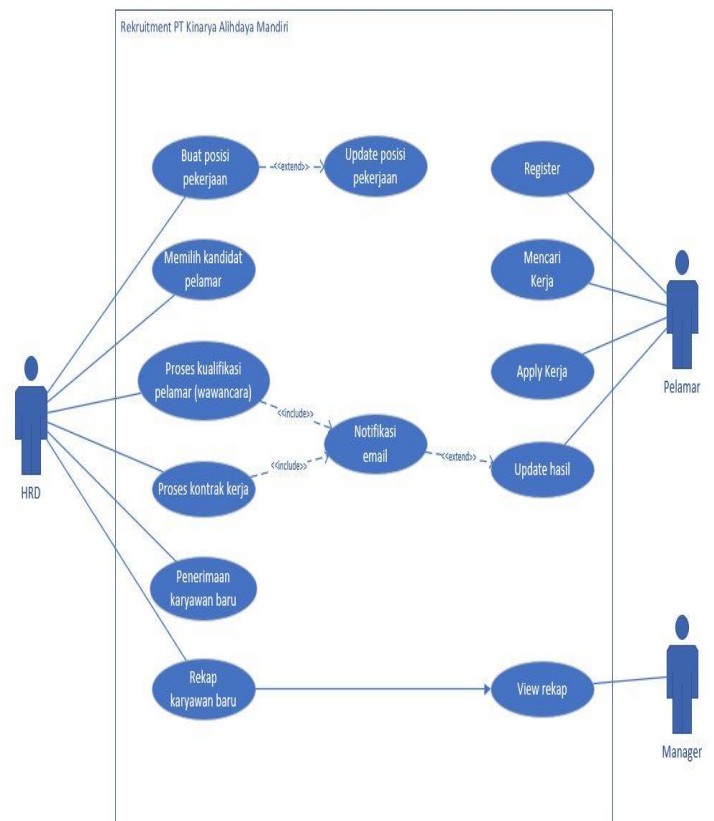 Rekruitment PT Kinarya Alihdaya Mandiri
Buat posisi
pekerjaan
<<extend>>
Update posisi
pekerjaan
Register
Memilih kandidat
pelamar
Mencari
Kerja
Proses kualifikasi
pelamar (wawancara)
Apply Kerja
Pelamar
<<include>>
Notifikasi
email
<<extend>>
Update hasil
<<include>>
Proses kontrak kerja
HRD
Penerimaan
karyawan baru
Rekap
karyawan baru
View rekap
Manager